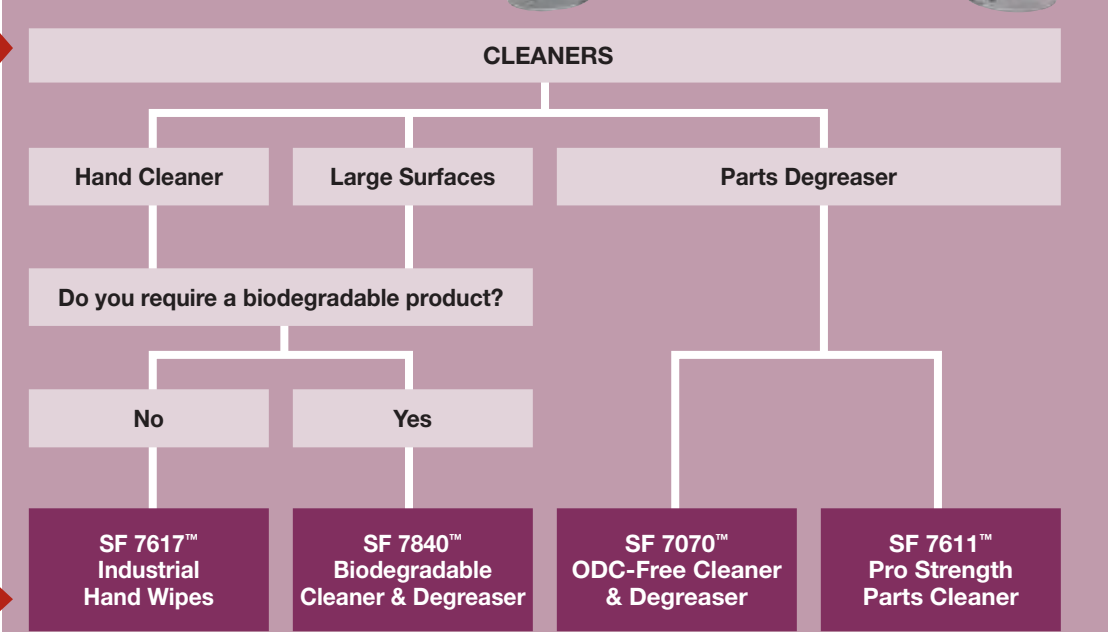 CLEANERS
Hand Cleaner
Large Surfaces
Parts Degreaser
Do you require a biodegradable product?
No
Yes
SF 7617™
Industrial
Hand Wipes
SF 7840™
Biodegradable
Cleaner & Degreaser
SF 7070™
ODC-Free Cleaner
& Degreaser
SF 7611™
Pro Strength
Parts Cleaner